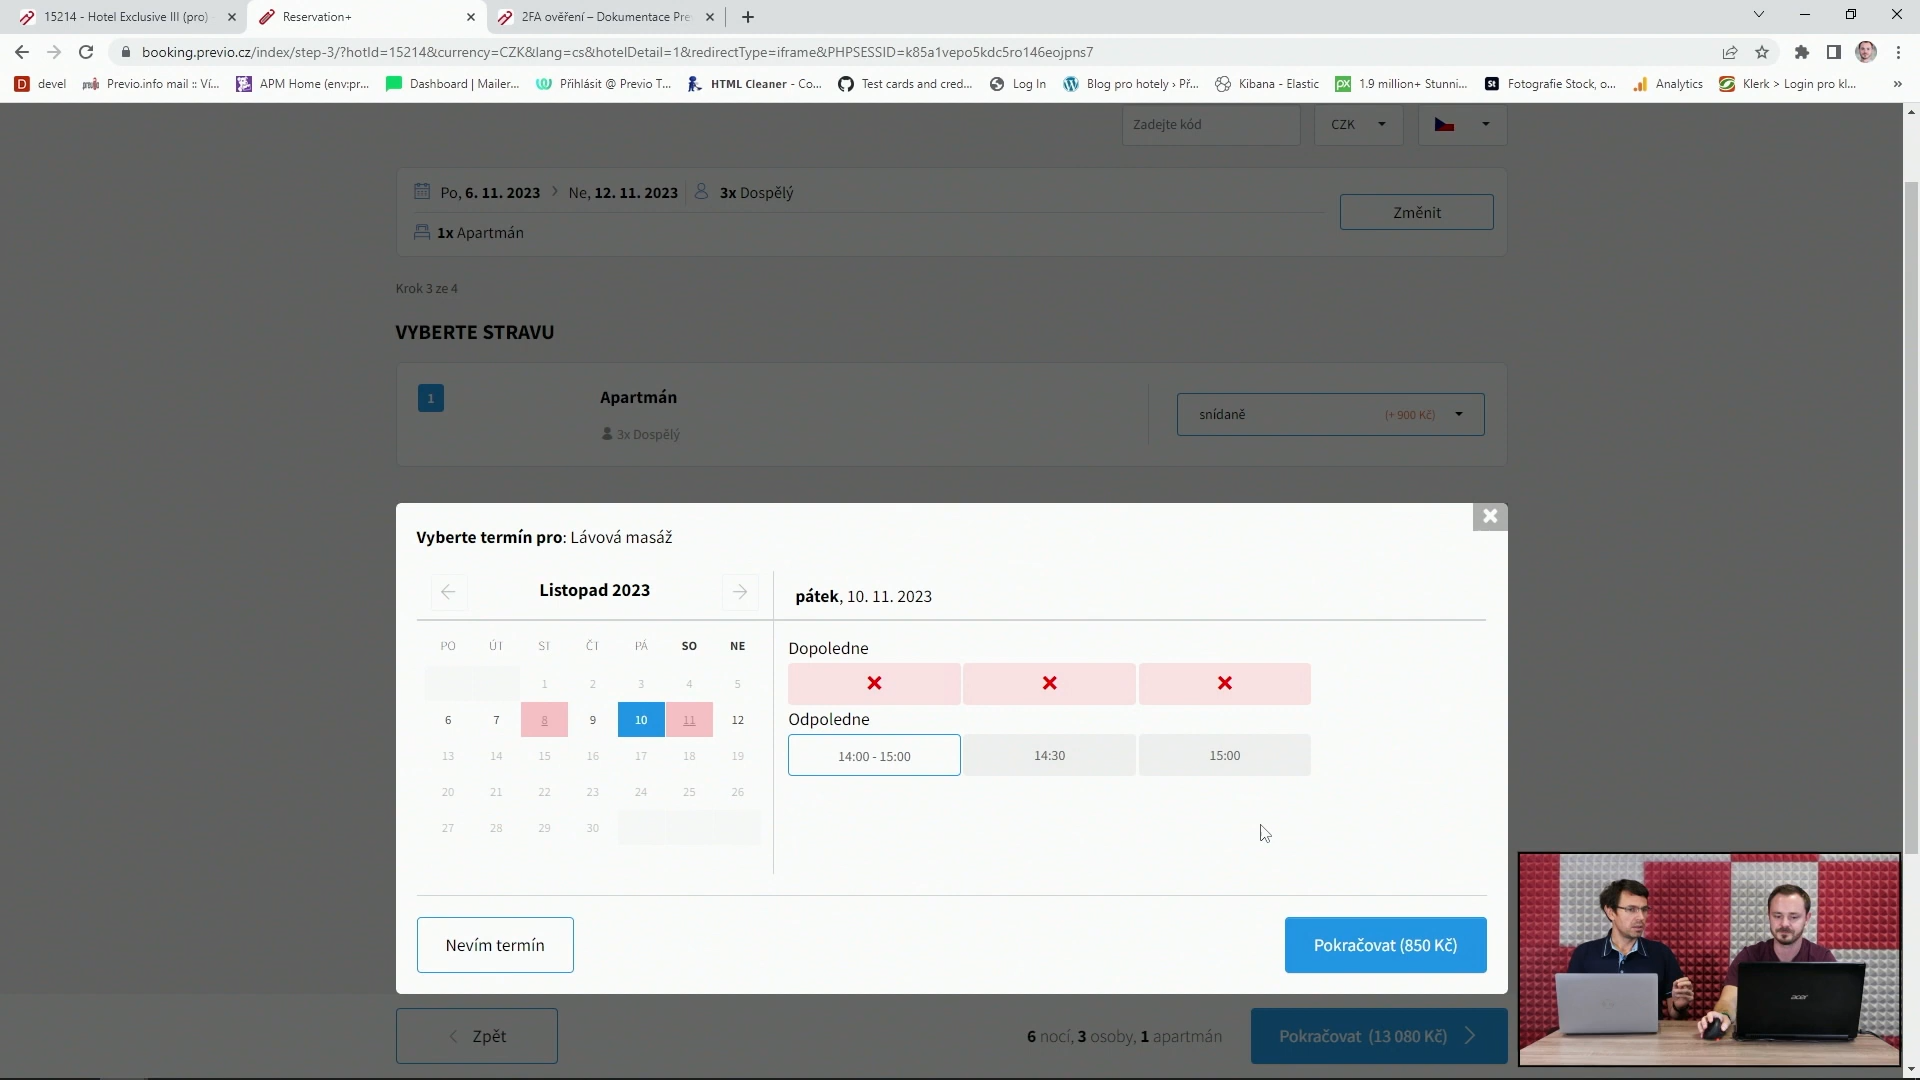 15214 - Hotel Exclusive III (pro)
Reservation+
2FA ověření – Dokumentace Pre
booking.previo.cz/index/step-3/?hotId=15214&currency=CZK&lang=cs&hotelDetail=1&redirectType=iframe&PHPSESSID=k85a1vepo5kdc5ro146eojpns7
devel
Previo.info mail :: Ví...
APM Home (env:pr...
Dashboard | Mailer...
Přihlásit @ Previo T...
HTML Cleaner - Co...
Test cards and cred...
Log In
Blog pro hotely › Př...
Kibana - Elastic
1.9 million+ Stunni...
Fotografie Stock, o...
Analytics
Klerk > Login pro kl...
»
Zadejte kód
CZK
Po, 6. 11. 2023 > Ne, 12. 11. 2023 3x Dospělý
1x Apartmán
Změnit
Krok 3 ze 4
VYBERTE STRAVU
1
Apartmán
3x Dospělý
snídaně (+ 900 Kč)
Vyberte termín pro: Lávová masáž
Listopad 2023
PO ÚT ST ČT PÁ SO NE
1 2 3 4 5
6 7 8 9 10 11 12
13 14 15 16 17 18 19
20 21 22 23 24 25 26
27 28 29 30
pátek, 10. 11. 2023
Dopoledne
Odpoledne
14:00 - 15:00 14:30 15:00
Nevím termín
Pokračovat (850 Kč)
Zpět
6 nocí, 3 osoby, 1 apartmán
Pokračovat (13 080 Kč)
acer